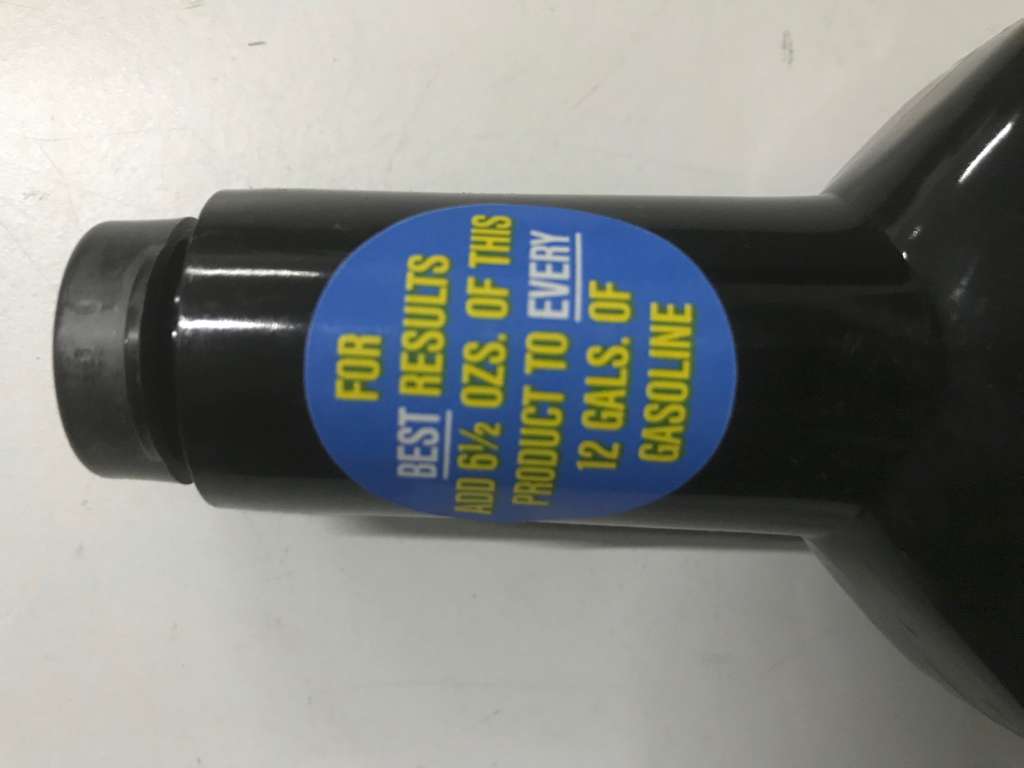 FOR
BEST RESULTS
ADD 6½ OZS. OF THIS
PRODUCT TO EVERY
12 GALS. OF
GASOLINE